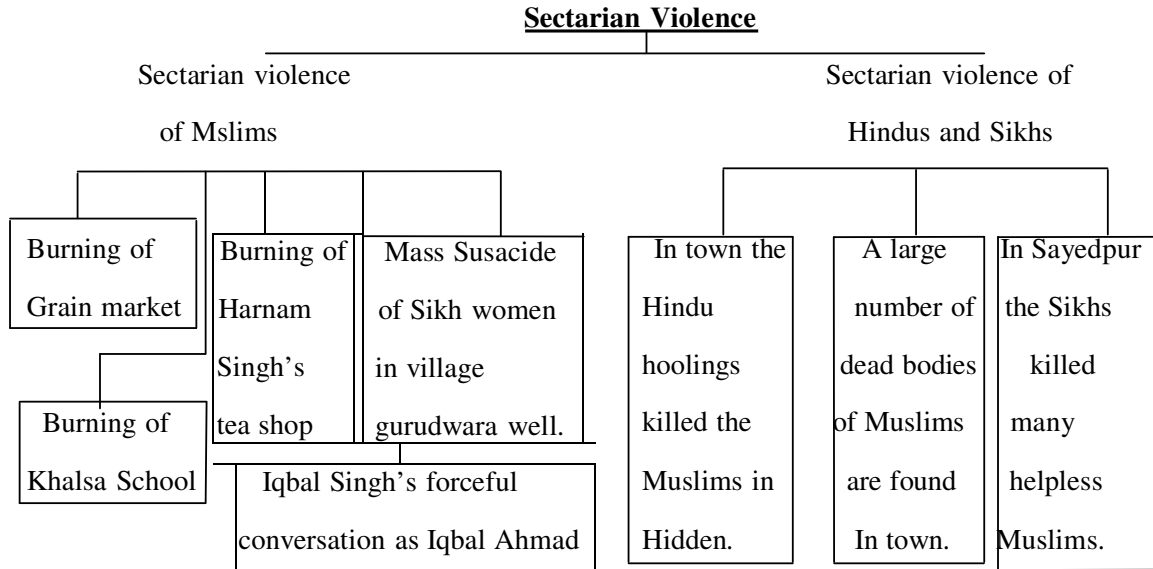 Sectarian Violence
Sectarian violence
of Mslims
Sectarian violence of
Hindus and Sikhs
Burning of
Grain market
Burning of
Khalsa School
Burning of
Harnam
Singh's
tea shop
Mass Susacide
of Sikh women
in village
gurudwara well.
Iqbal Singh's forceful
conversation as Iqbal Ahmad
In town the
Hindu
hoolings
killed the
Muslims in
Hidden.
A large
number of
dead bodies
of Muslims
are found
In town.
In Sayedpur
the Sikhs
killed
many
helpless
Muslims.